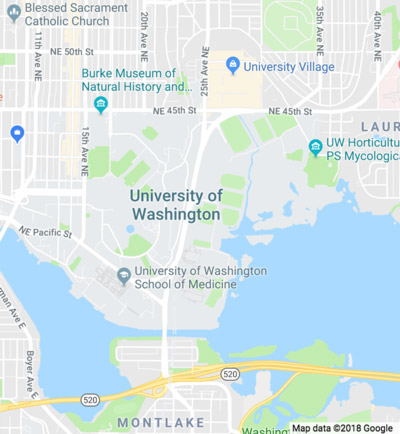 Blessed Sacrament
Catholic Church
11th Ave NE
20th Ave NE
25th Ave NE
35th Ave NE
40th Ave NE
NE 50th St
Burke Museum of
Natural History and...
University Village
NE 45th St
NE 45th St
15th Ave NE
LAUR
UW Horticultu
PS Mycologica
University of
Washington
NE Pacific St
University of Washington
School of Medicine
Boyer Ave E
520
520
MONTLAKE
Washing
Map data ©2018 Google